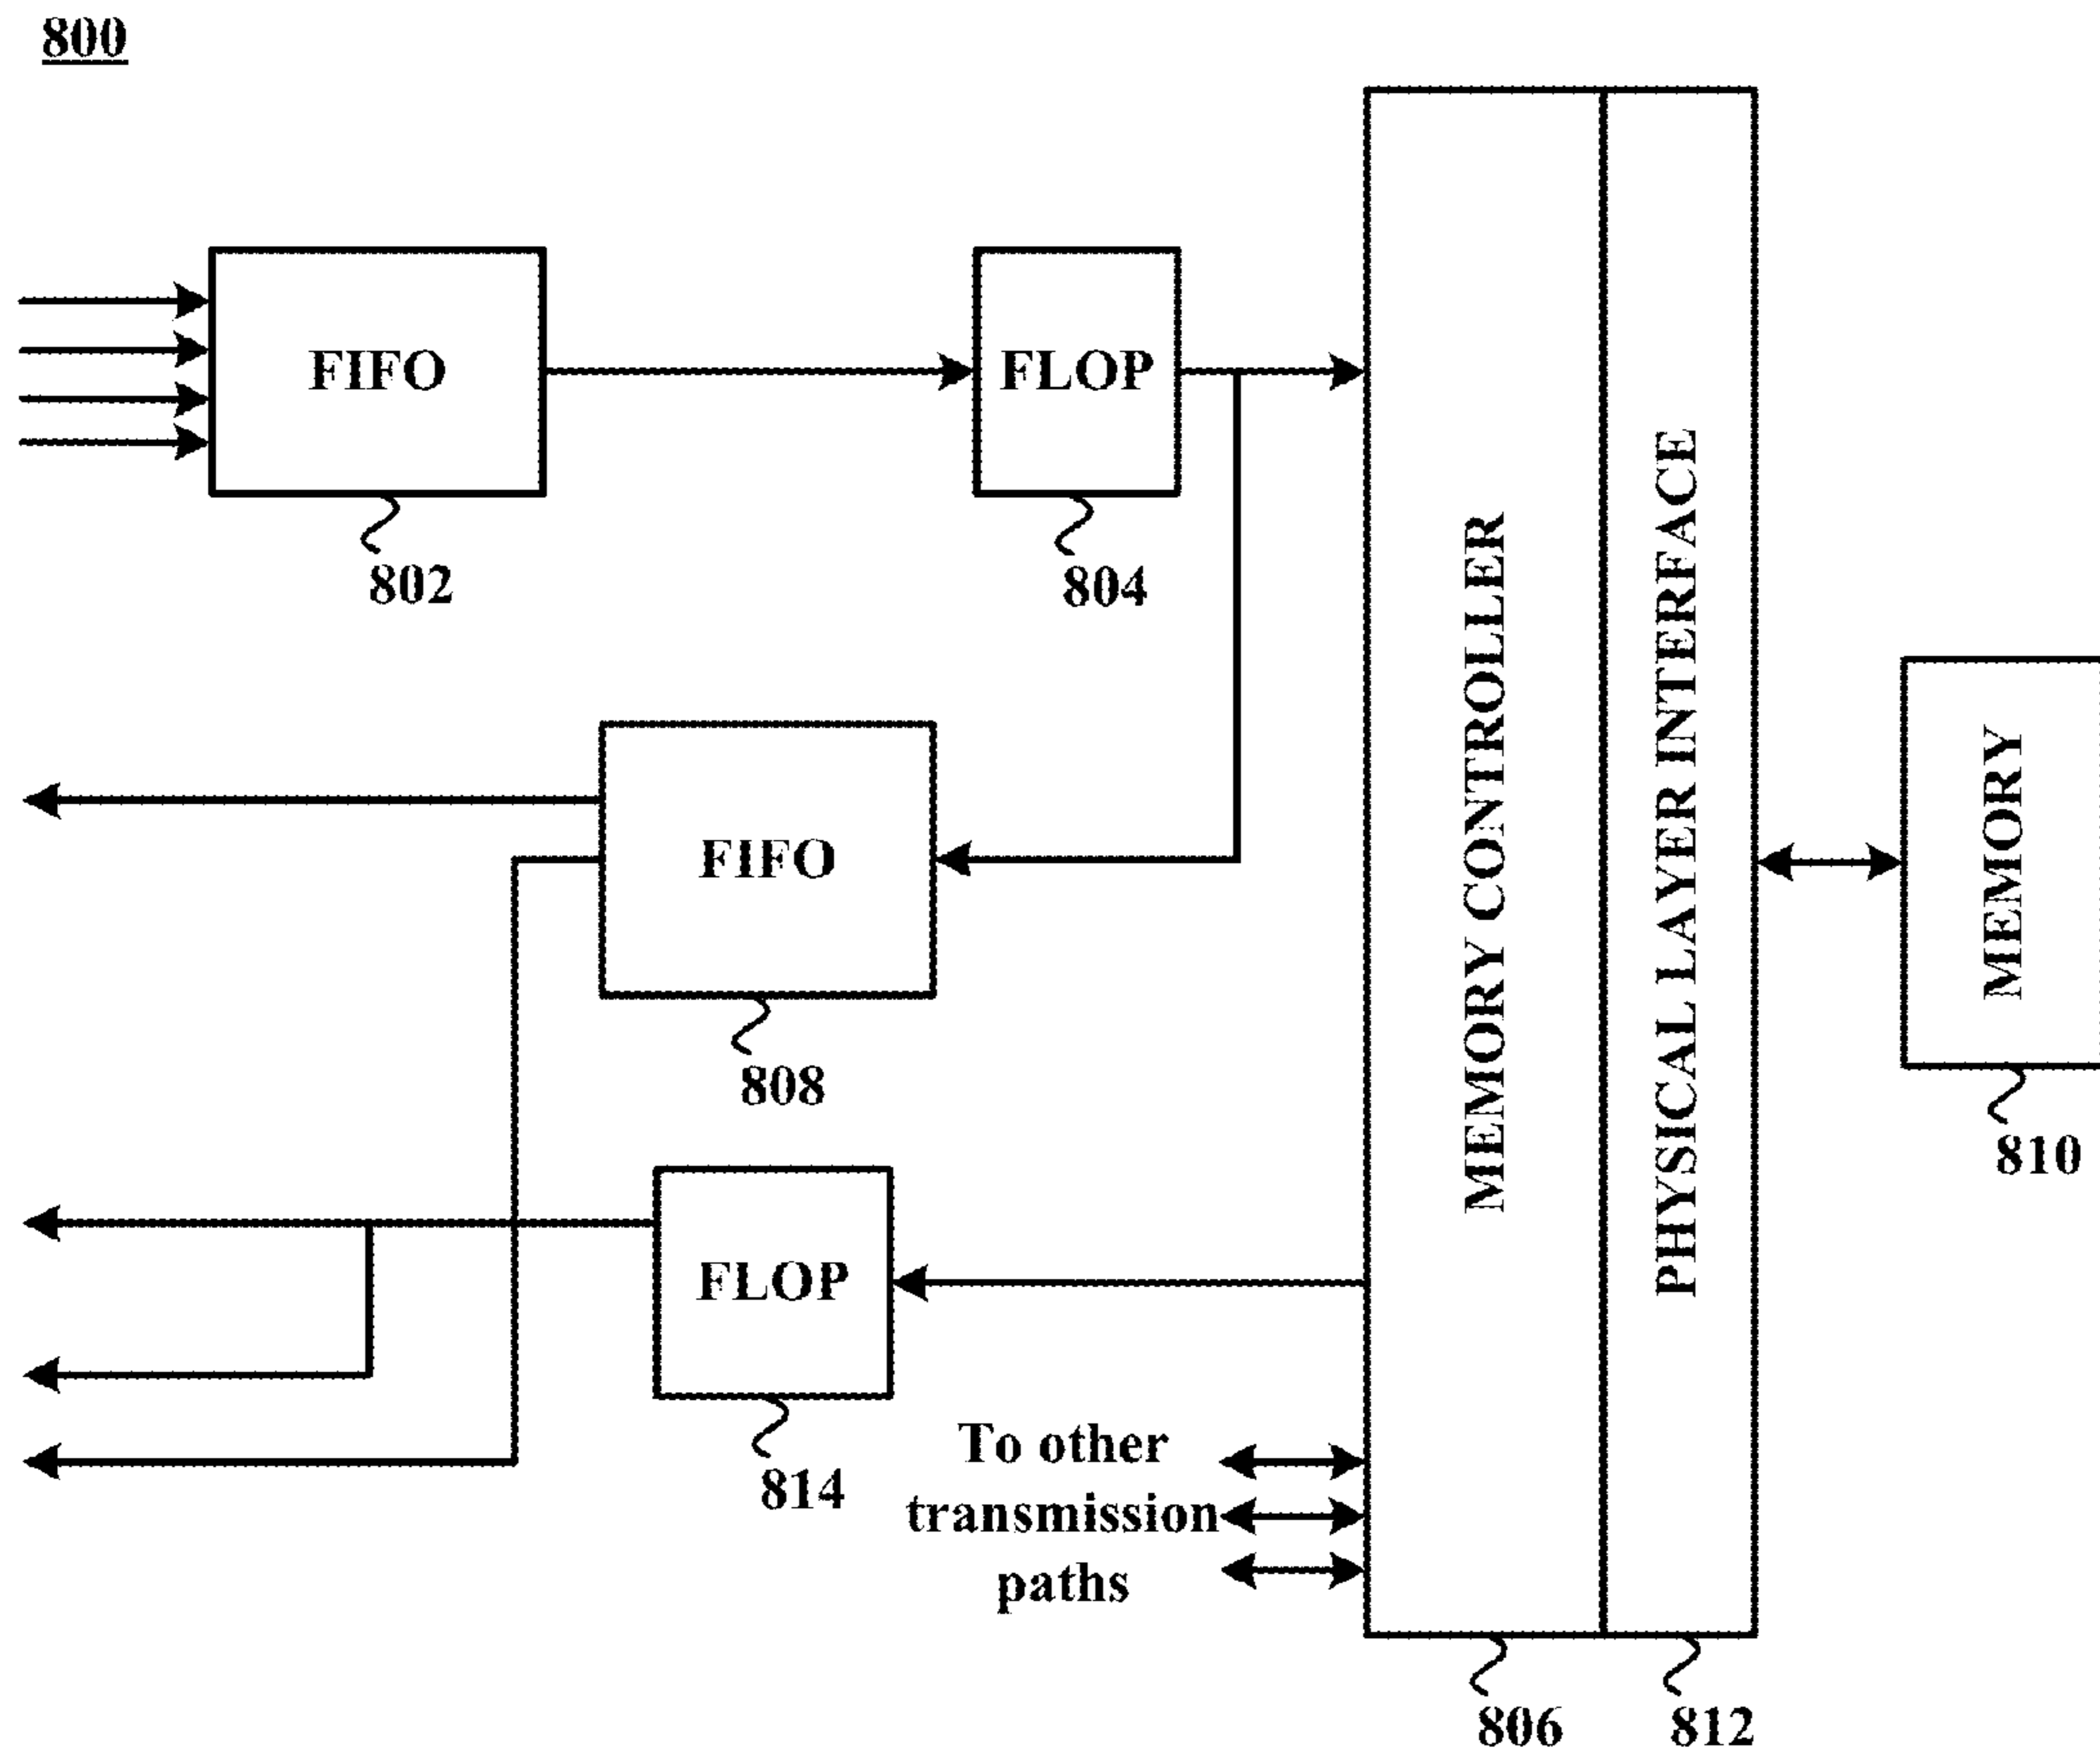 800
FIFO
802
FLOP
804
FIFO
808
FLOP
814
To other
transmission
paths
MEMORY CONTROLLER
806
PHYSICAL LAYER INTERFACE
812
MEMORY
810